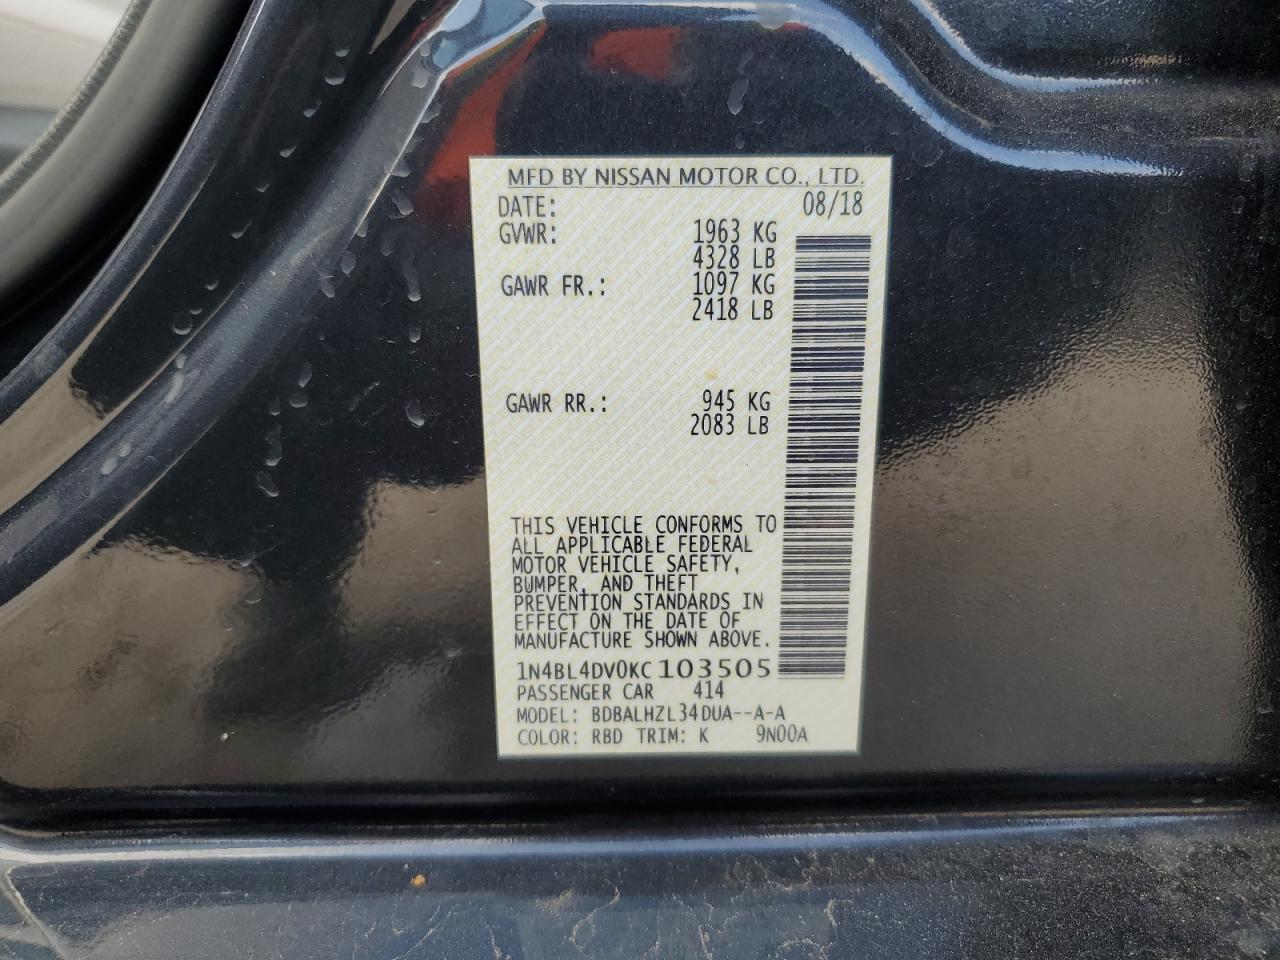 MFD BY NISSAN MOTOR CO., LTD.
DATE: 08/18
GVWR: 1963 KG
4328 LB
GAWR FR.: 1097 KG
2418 LB
GAWR RR.: 945 KG
2083 LB
THIS VEHICLE CONFORMS TO
ALL APPLICABLE FEDERAL
MOTOR VEHICLE SAFETY,
BUMPER, AND THEFT
PREVENTION STANDARDS IN
EFFECT ON THE DATE OF
MANUFACTURE SHOWN ABOVE.
1N4BL4DV0KC103505
PASSENGER CAR 414
MODEL: BDBALHZL34DUA--A-A
COLOR: RBD TRIM: K 9N00A